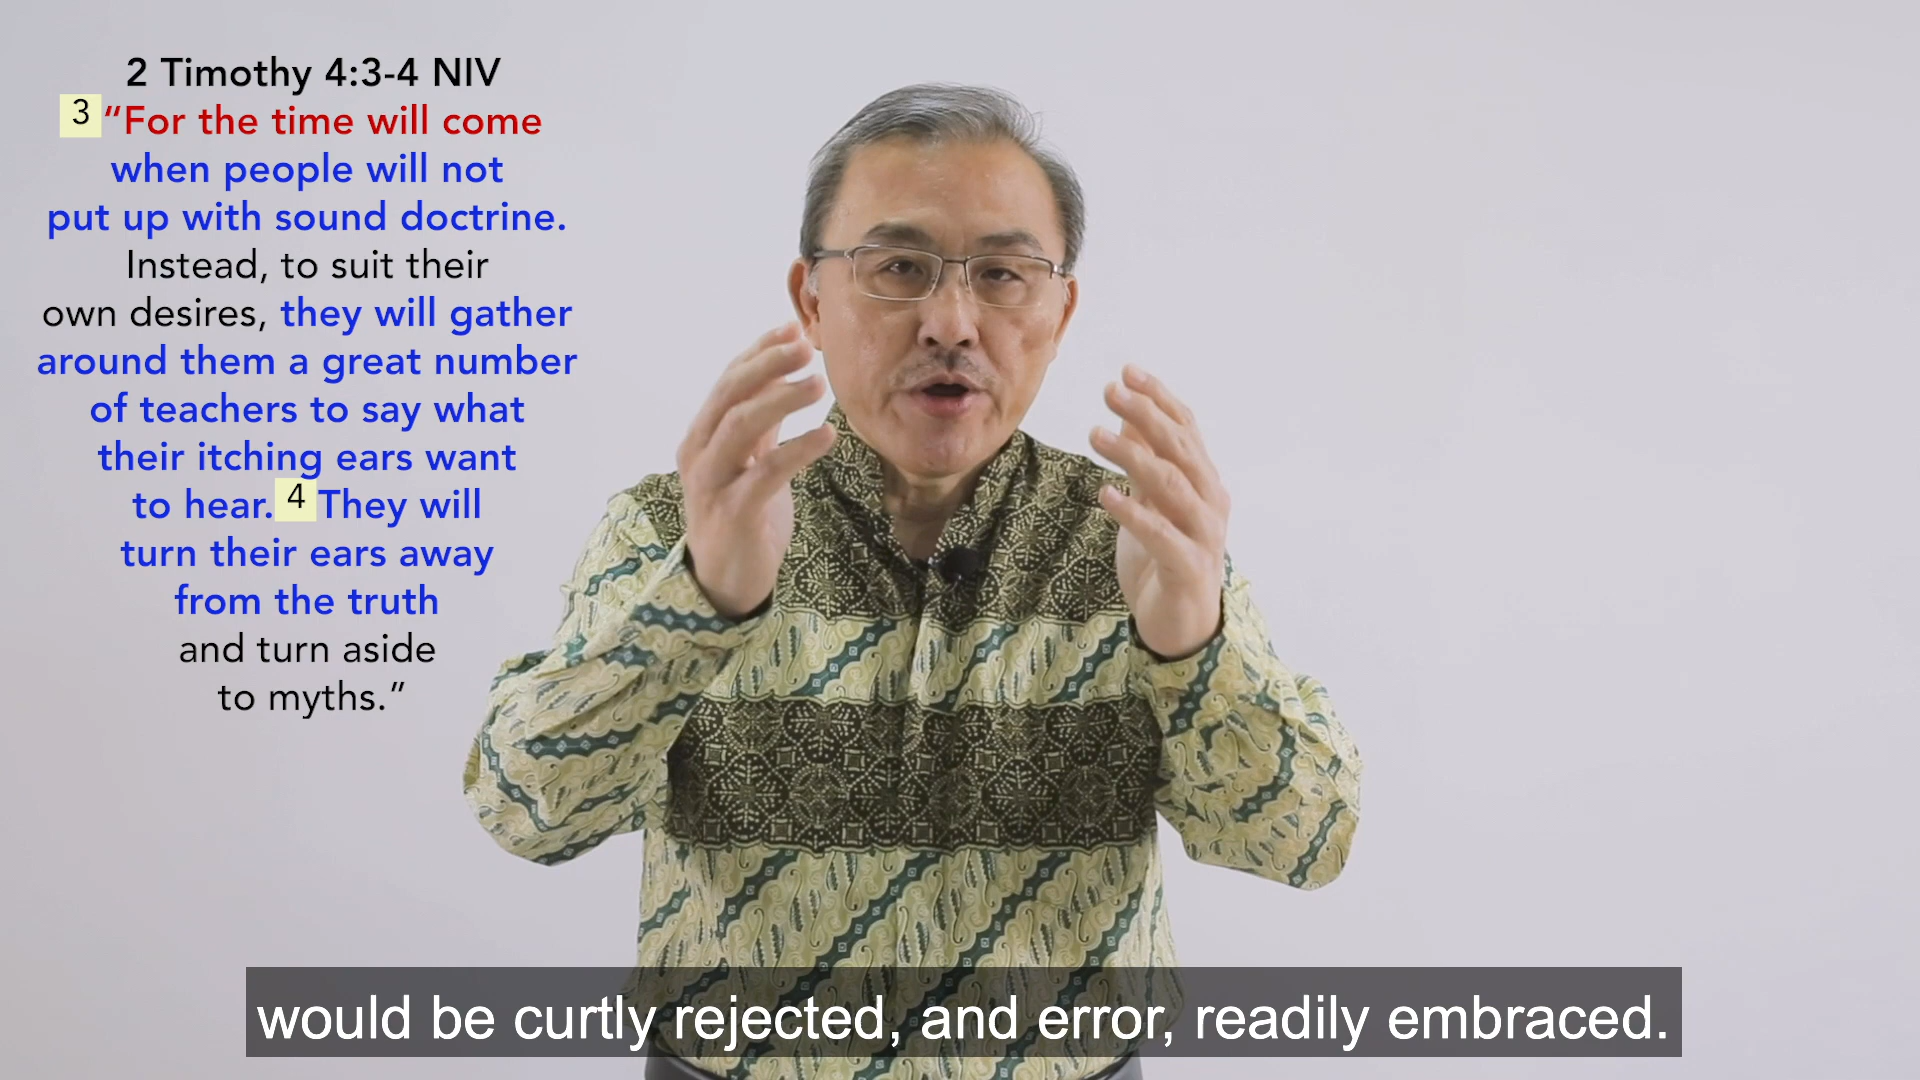 2 Timothy 4:3-4 NIV
3 “For the time will come
when people will not
put up with sound doctrine.
Instead, to suit their
own desires, they will gather
around them a great number
of teachers to say what
their itching ears want
to hear. 4 They will
turn their ears away
from the truth
and turn aside
to myths.”
would be curtly rejected, and error, readily embraced.